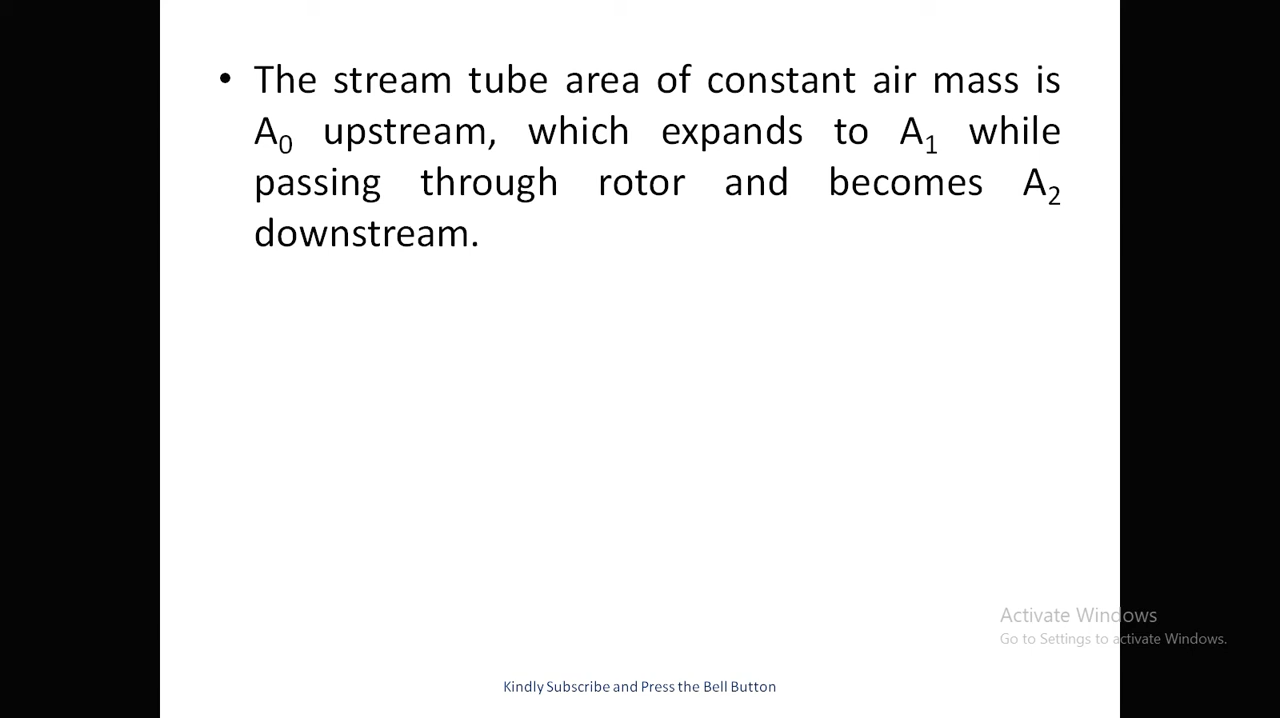 • The stream tube area of constant air mass is
A₀ upstream, which expands to A₁ while
passing through rotor and becomes A₂
downstream.
Activate Windows
Go to Settings to activate Windows.
Kindly Subscribe and Press the Bell Button